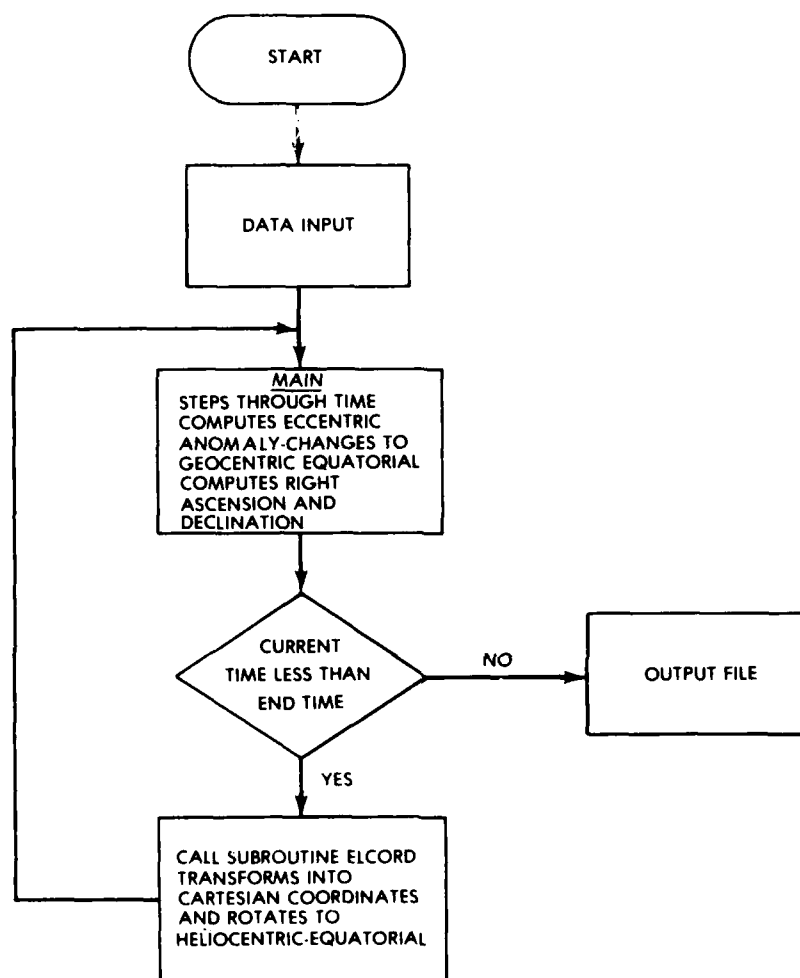 START
DATA INPUT
MAIN
STEPS THROUGH TIME
COMPUTES ECCENTRIC
ANOMALY-CHANGES TO
GEOCENTRIC EQUATORIAL
COMPUTES RIGHT
ASCENSION AND
DECLINATION
CURRENT
TIME LESS THAN
END TIME
NO
OUTPUT FILE
YES
CALL SUBROUTINE ELCORD
TRANSFORMS INTO
CARTESIAN COORDINATES
AND ROTATES TO
HELIOCENTRIC-EQUATORIAL